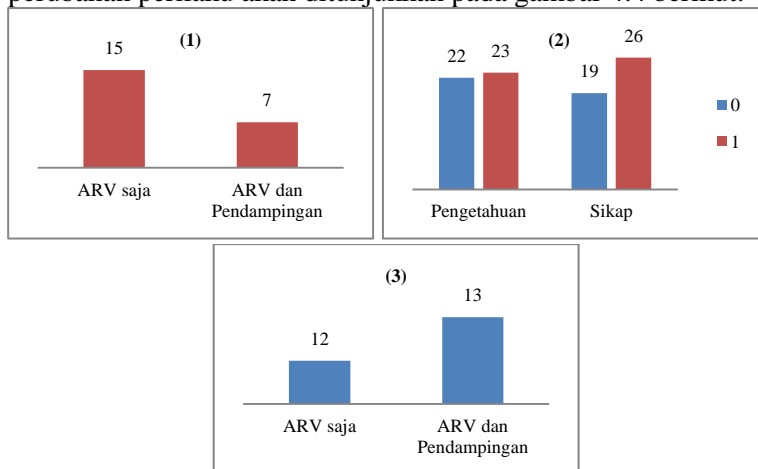 (1)
15
7
ARV saja
ARV dan
Pendampingan
(2)
22
23
19
26
Pengetahuan
Sikap
0
1
(3)
12
13
ARV saja
ARV dan
Pendampingan